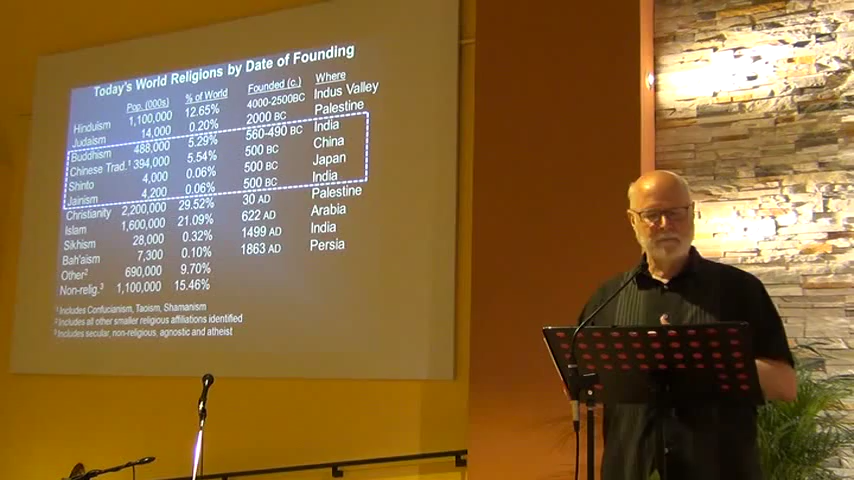 Today's World Religions by Date of Founding
Pop. (000s) % of World Founded (c.) Where
Hinduism 1,100,000 12.65% 4000-2500BC Indus Valley
Judaism 14,000 0.20% 2000 BC Palestine
Buddhism 488,000 5.29% 560-490 BC India
Chinese Trad.¹ 394,000 5.54% 500 BC China
Shinto 4,000 0.06% 500 BC Japan
Jainism 4,200 0.06% 500 BC India
Christianity 2,200,000 29.52% 30 AD Palestine
Islam 1,600,000 21.09% 622 AD Arabia
Sikhism 28,000 0.32% 1499 AD India
Bah'aism 7,300 0.10% 1863 AD Persia
Other² 690,000 9.70%
Non-relig.³ 1,100,000 15.46%
¹ Includes Confucianism, Taoism, Shamanism
² Includes all other smaller religious affiliations identified
³ Includes secular, non-religious, agnostic and atheist